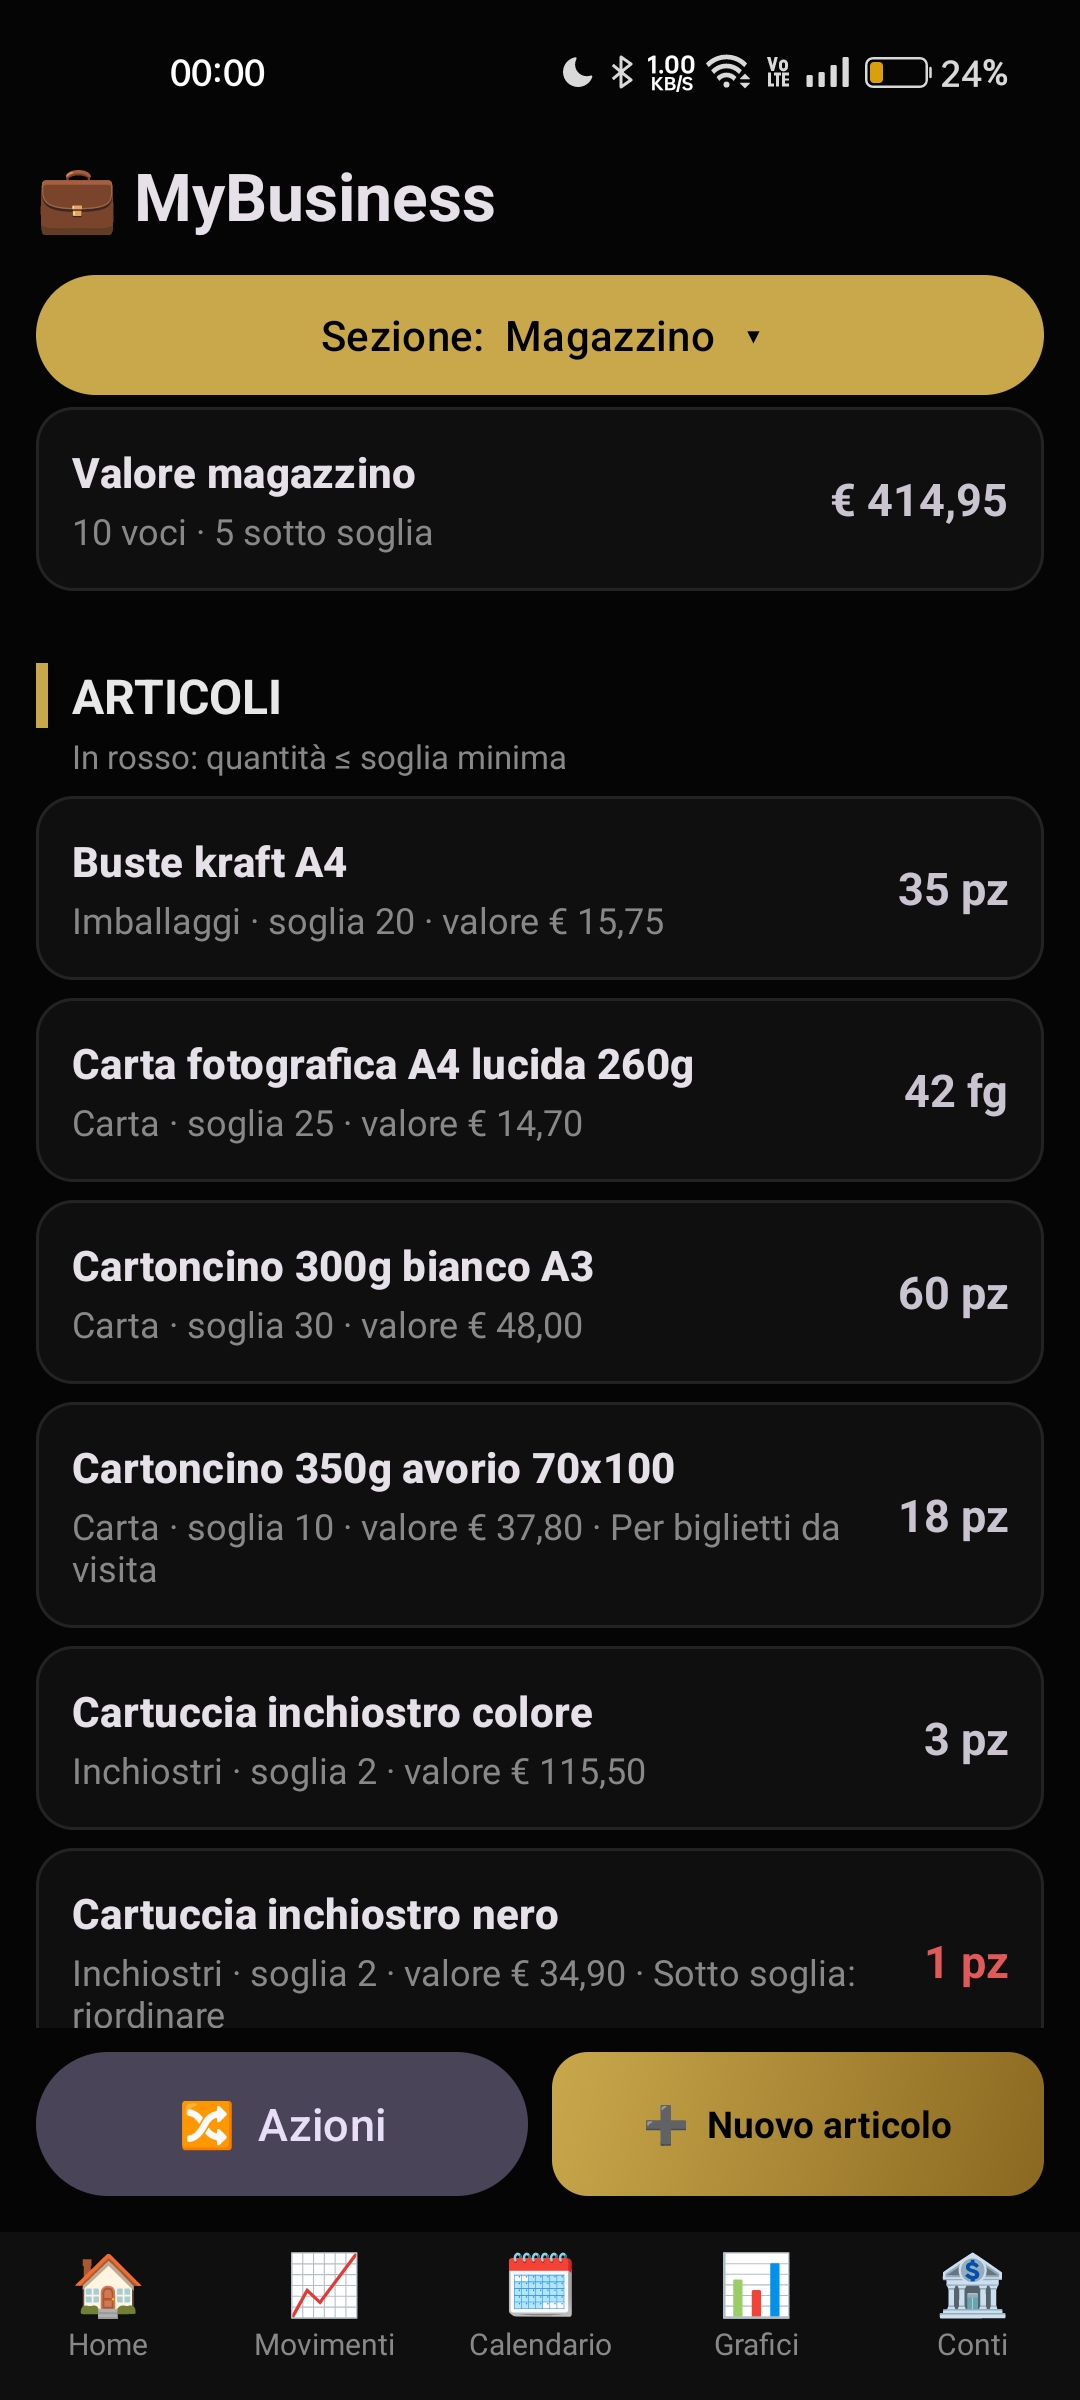 00:00
1.00 KB/S
Vo LTE
24%
MyBusiness
Sezione: Magazzino ▼
Valore magazzino
10 voci · 5 sotto soglia
€ 414,95
ARTICOLI
In rosso: quantità ≤ soglia minima
Buste kraft A4
Imballaggi · soglia 20 · valore € 15,75
35 pz
Carta fotografica A4 lucida 260g
Carta · soglia 25 · valore € 14,70
42 fg
Cartoncino 300g bianco A3
Carta · soglia 30 · valore € 48,00
60 pz
Cartoncino 350g avorio 70x100
Carta · soglia 10 · valore € 37,80 · Per biglietti da
visita
18 pz
Cartuccia inchiostro colore
Inchiostri · soglia 2 · valore € 115,50
3 pz
Cartuccia inchiostro nero
Inchiostri · soglia 2 · valore € 34,90 · Sotto soglia:
riordinare
1 pz
Azioni
Nuovo articolo
Home
Movimenti
Calendario
Grafici
Conti